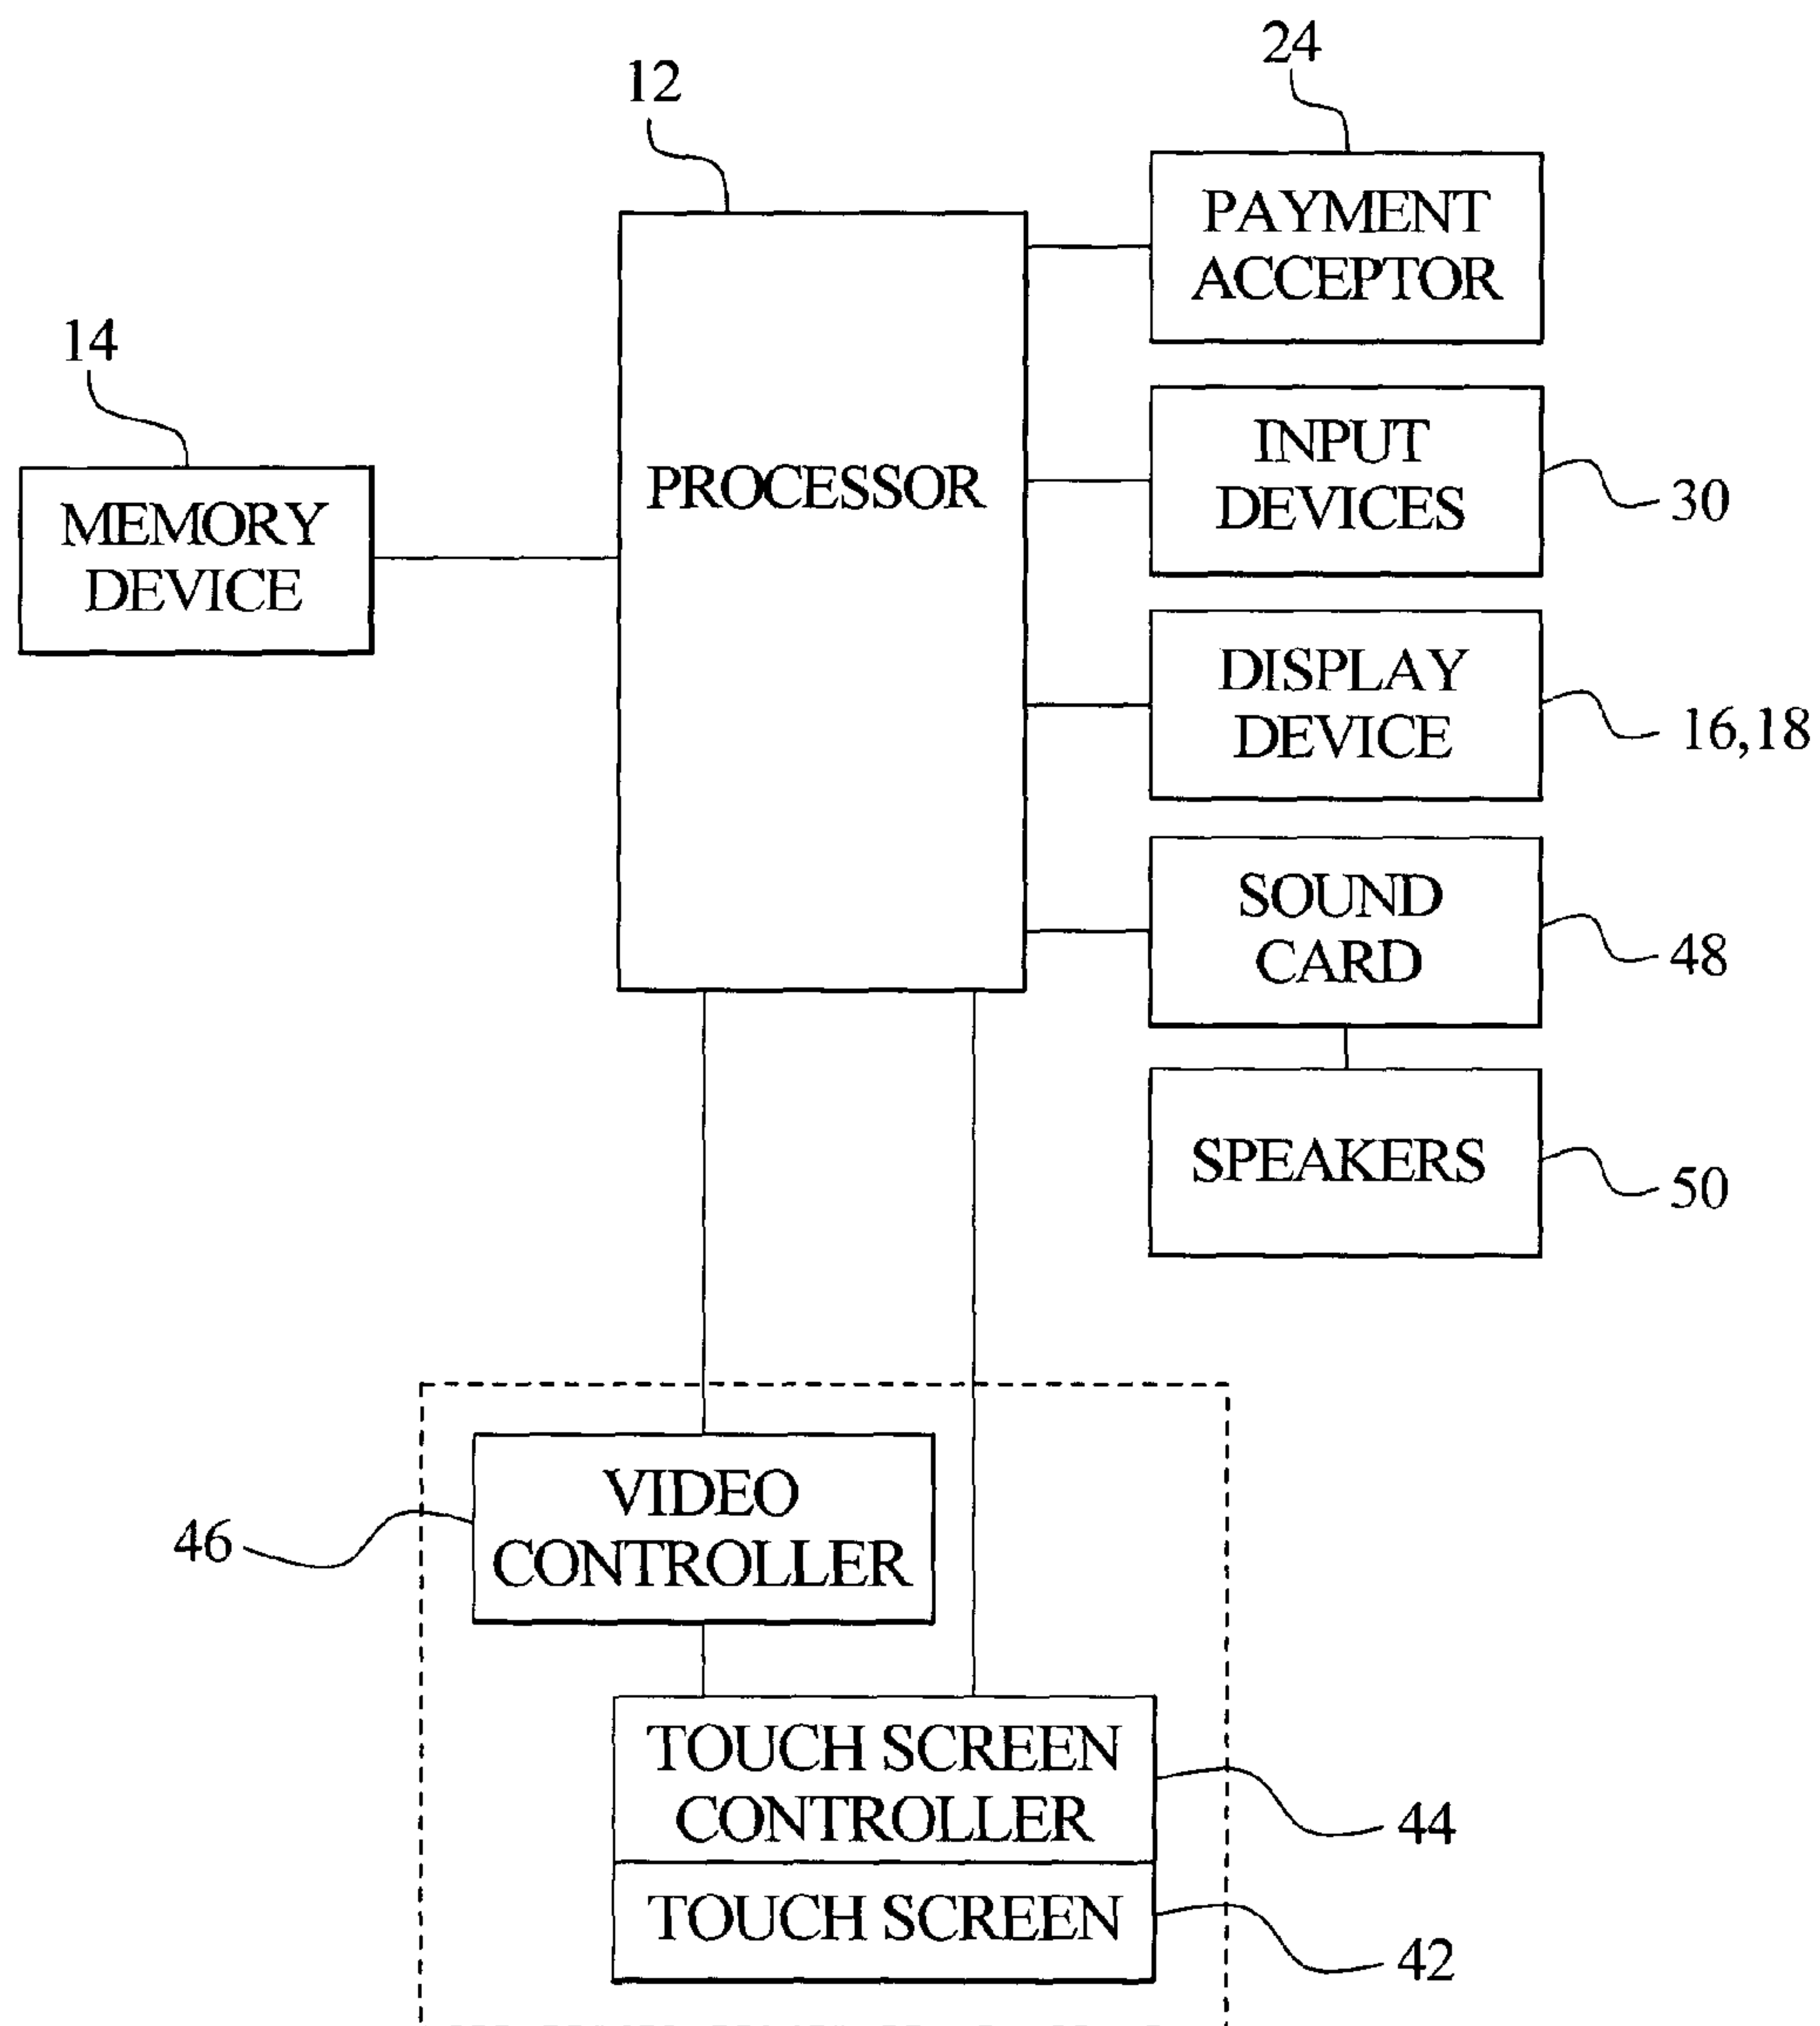 24
12
PAYMENT
ACCEPTOR
14
INPUT
DEVICES
30
PROCESSOR
MEMORY
DEVICE
DISPLAY
DEVICE
16,18
SOUND
CARD
48
SPEAKERS
50
VIDEO
CONTROLLER
46
TOUCH SCREEN
CONTROLLER
44
TOUCH SCREEN
42